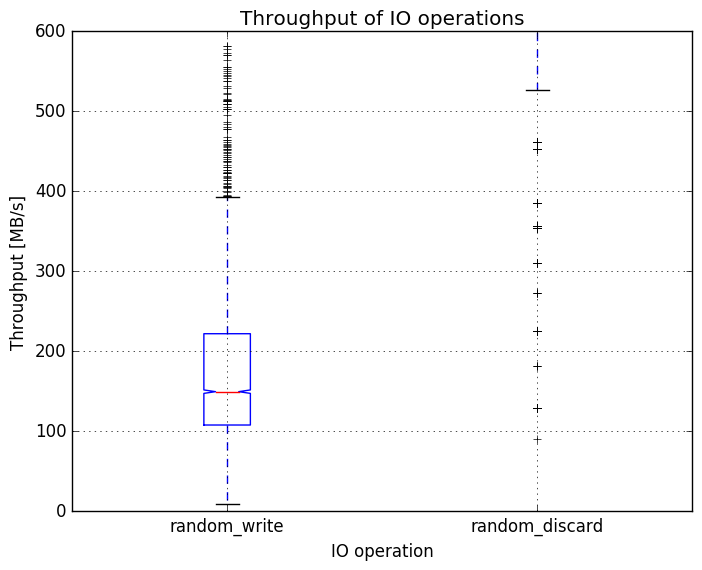 Throughput of IO operations
600
500
400
300
200
100
0
Throughput [MB/s]
random_write
random_discard
IO operation